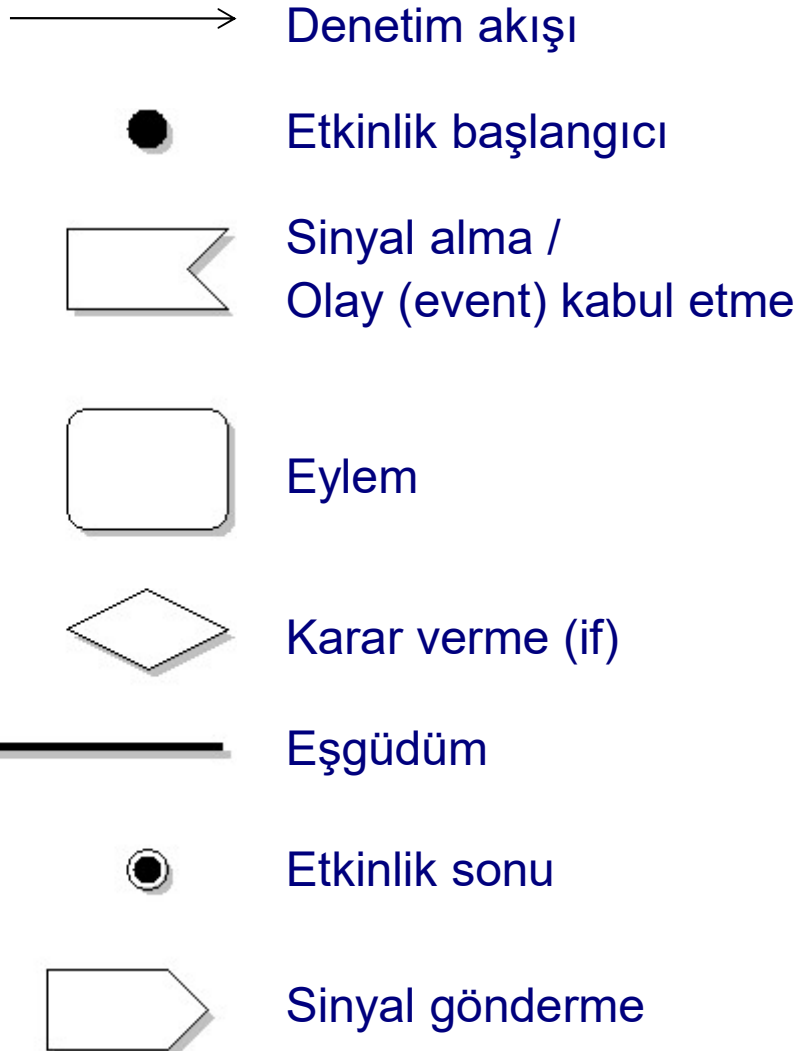 Denetim akışı
Etkinlik başlangıcı
Sinyal alma /
Olay (event) kabul etme
Eylem
Karar verme (if)
Eşgüdüm
Etkinlik sonu
Sinyal gönderme